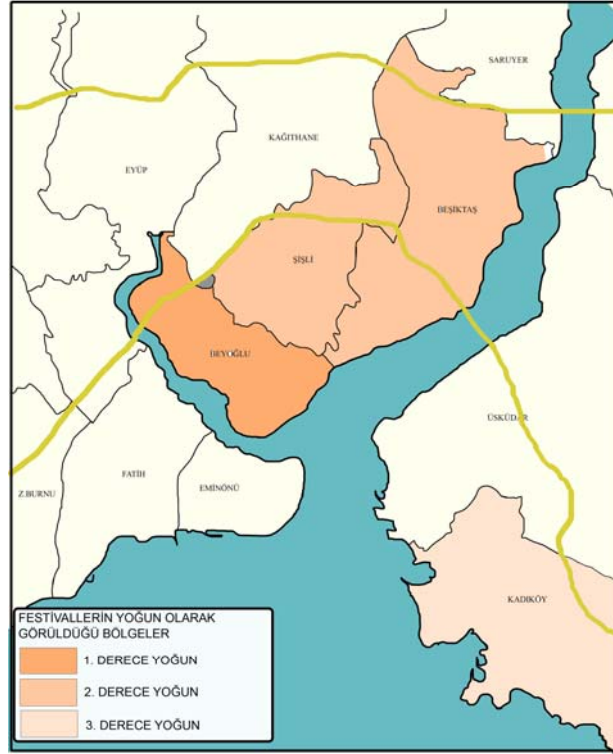 SARUYER
KAĞITHANE
EYÜP
BEŞİKTAŞ
ŞİŞLİ
BEYOĞLU
ÜSKÜDAR
FATİH
EMİNÖNÜ
Z.BURNU
KADIKÖY
FESTİVALLERİN YOĞUN OLARAK
GÖRÜLDÜĞÜ BÖLGELER
1. DERECE YOĞUN
2. DERECE YOĞUN
3. DERECE YOĞUN